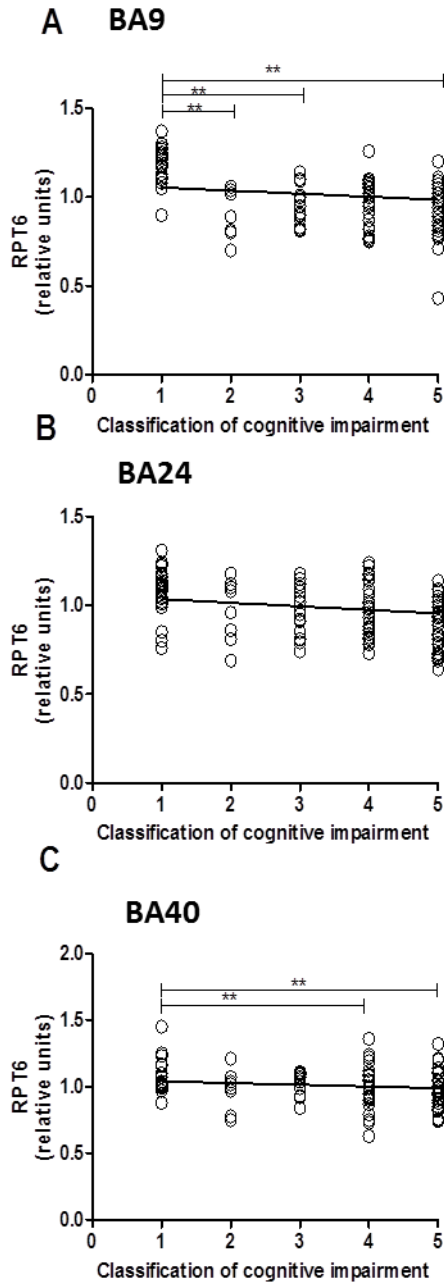 A BA9
**
**
**
1.5
1.0
0.5
0.0
RPT6
(relative units)
0 1 2 3 4 5
Classification of cognitive impairment
B
BA24
1.5
1.0
0.5
0.0
RPT6
(relative units)
0 1 2 3 4 5
Classification of cognitive impairment
C
BA40
**
**
2.0
1.5
1.0
0.5
0.0
RPT6
(relative units)
0 1 2 3 4 5
Classification of cognitive impairment